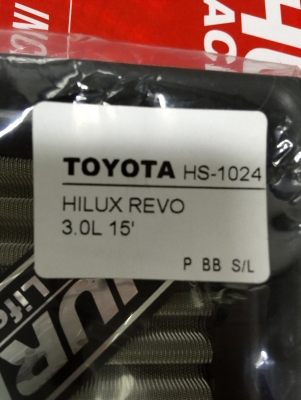 TOYOTA HS-1024
HILUX REVO
3.0L 15'
P BB S/L